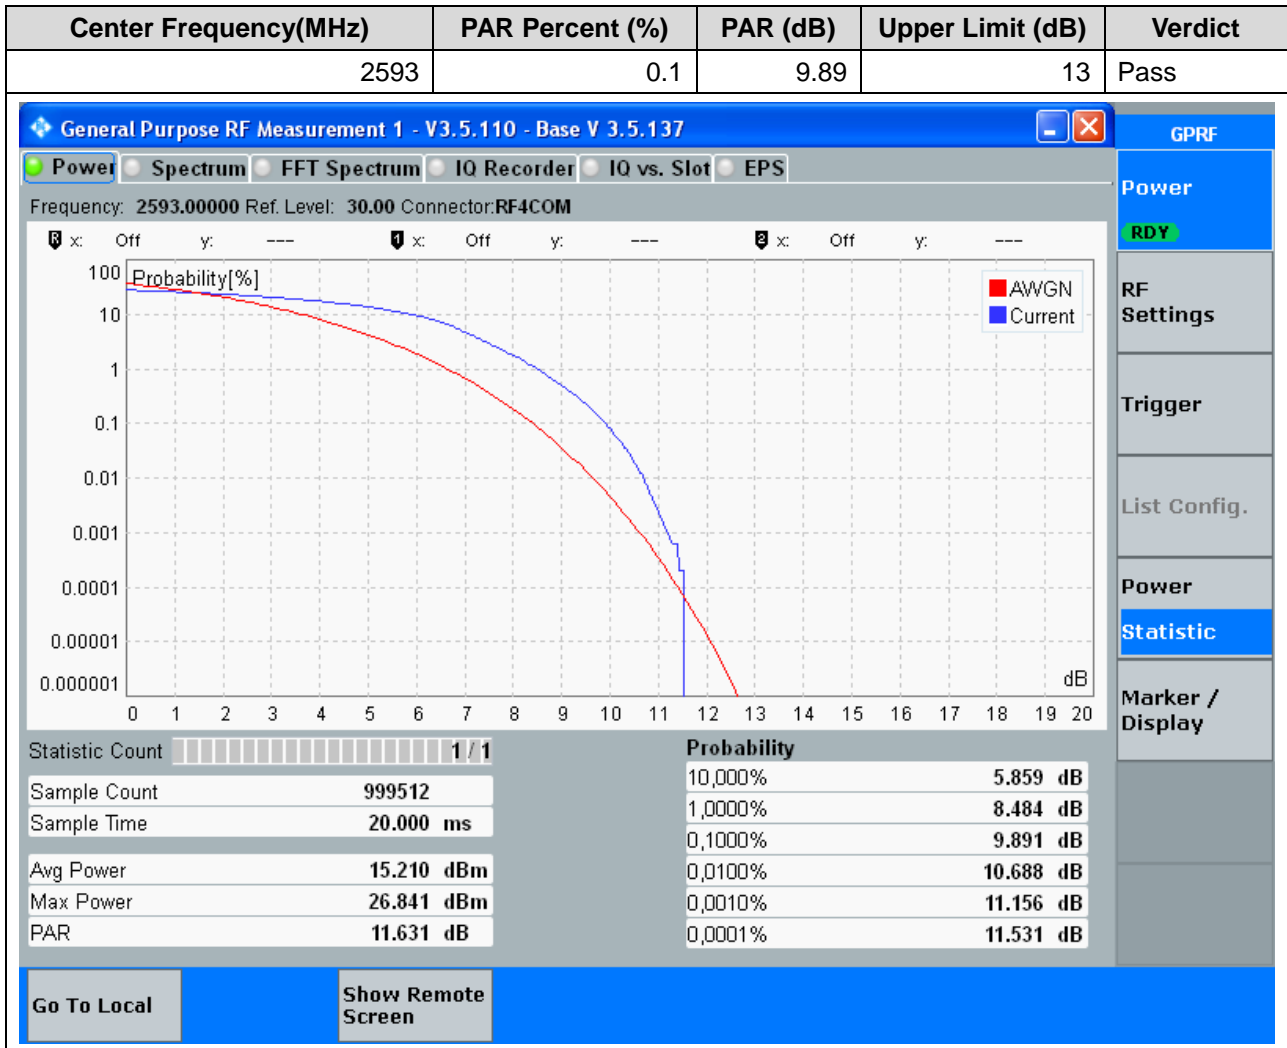 Center Frequency(MHz) PAR Percent (%) PAR (dB) Upper Limit (dB) Verdict
2593 0.1 9.89 13 Pass
General Purpose RF Measurement 1 - V3.5.110 - Base V 3.5.137
GPRF
Power Spectrum FFT Spectrum IQ Recorder IQ vs. Slot EPS
Power
RDY
Frequency: 2593.00000 Ref. Level: 30.00 Connector:RF4COM
R x: Off y: --- 1 x: Off y: --- 2 x: Off y: ---
Probability[%]
AWGN
Current
100
10
1
0.1
0.01
0.001
0.0001
0.00001
0.000001
dB
0 1 2 3 4 5 6 7 8 9 10 11 12 13 14 15 16 17 18 19 20
RF
Settings
Trigger
List Config.
Power
Statistic
Marker /
Display
Statistic Count 1 / 1
Sample Count 999512
Sample Time 20.000 ms
Avg Power 15.210 dBm
Max Power 26.841 dBm
PAR 11.631 dB
Probability
10,000% 5.859 dB
1,0000% 8.484 dB
0,1000% 9.891 dB
0,0100% 10.688 dB
0,0010% 11.156 dB
0,0001% 11.531 dB
Go To Local
Show Remote
Screen